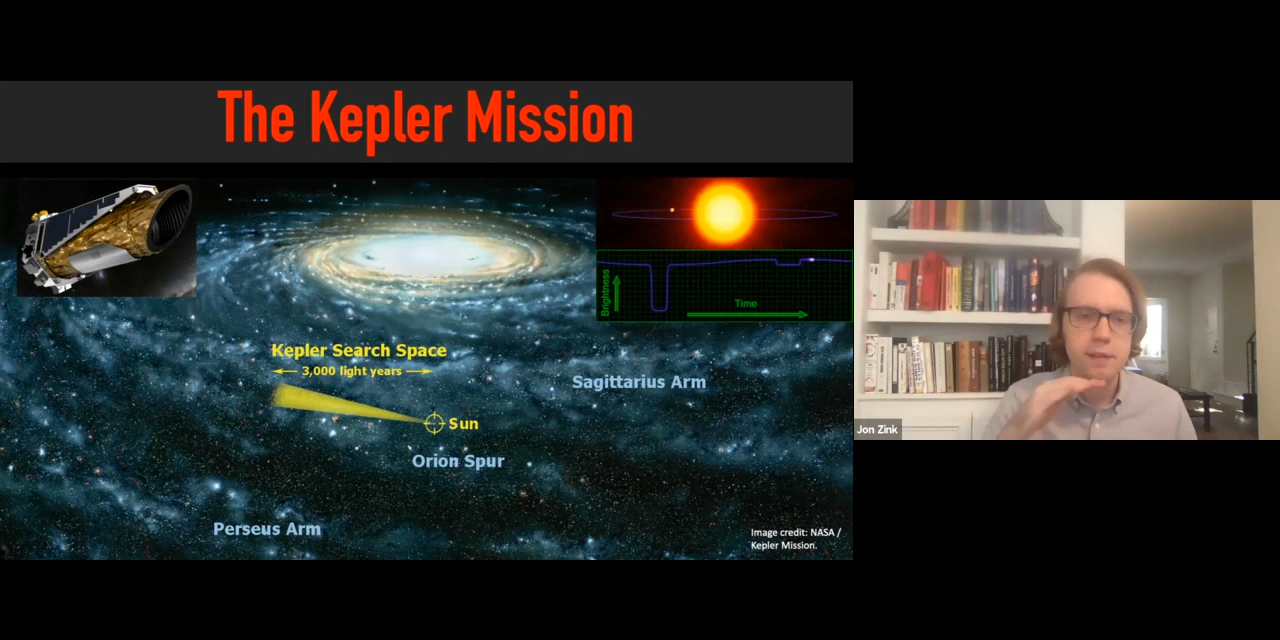 The Kepler Mission
Brightness
Time
Kepler Search Space
3,000 light years
Sagittarius Arm
Sun
Orion Spur
Perseus Arm
Image credit: NASA /
Kepler Mission.
Jon Zink